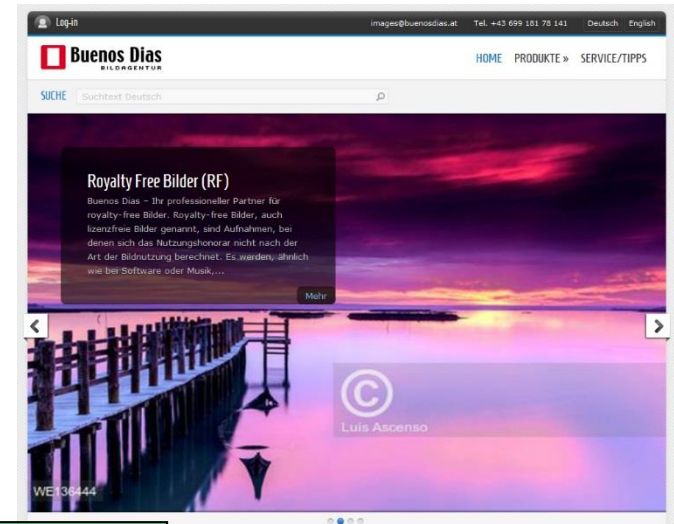 Log-in images@buenosdias.at Tel. +43 699 181 78 141 Deutsch English
Buenos Dias
BILDAGENTUR
HOME PRODUKTE » SERVICE/TIPPS
SUCHE Suchtext Deutsch
Royalty Free Bilder (RF)
Buenos Dias – Ihr professioneller Partner für
royalty-free Bilder. Royalty-free Bilder, auch
lizenzfreie Bilder genannt, sind Aufnahmen, bei
denen sich das Nutzungshonorar nicht nach der
Art der Bildnutzung berechnet. Es werden, ähnlich
wie bei Software oder Musik,...
Mehr
©
Luis Ascenso
WE136444